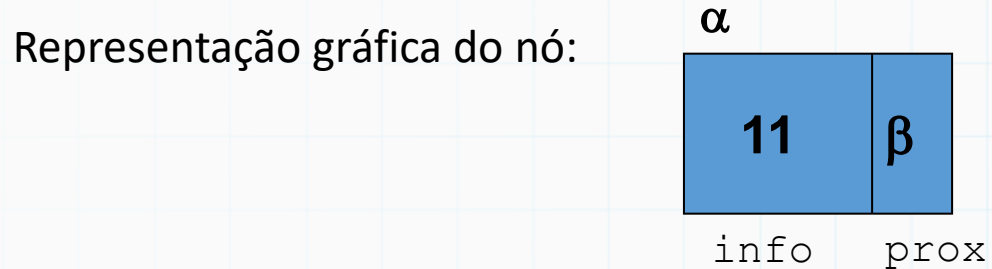 α
Representação gráfica do nó:
11 β
info prox